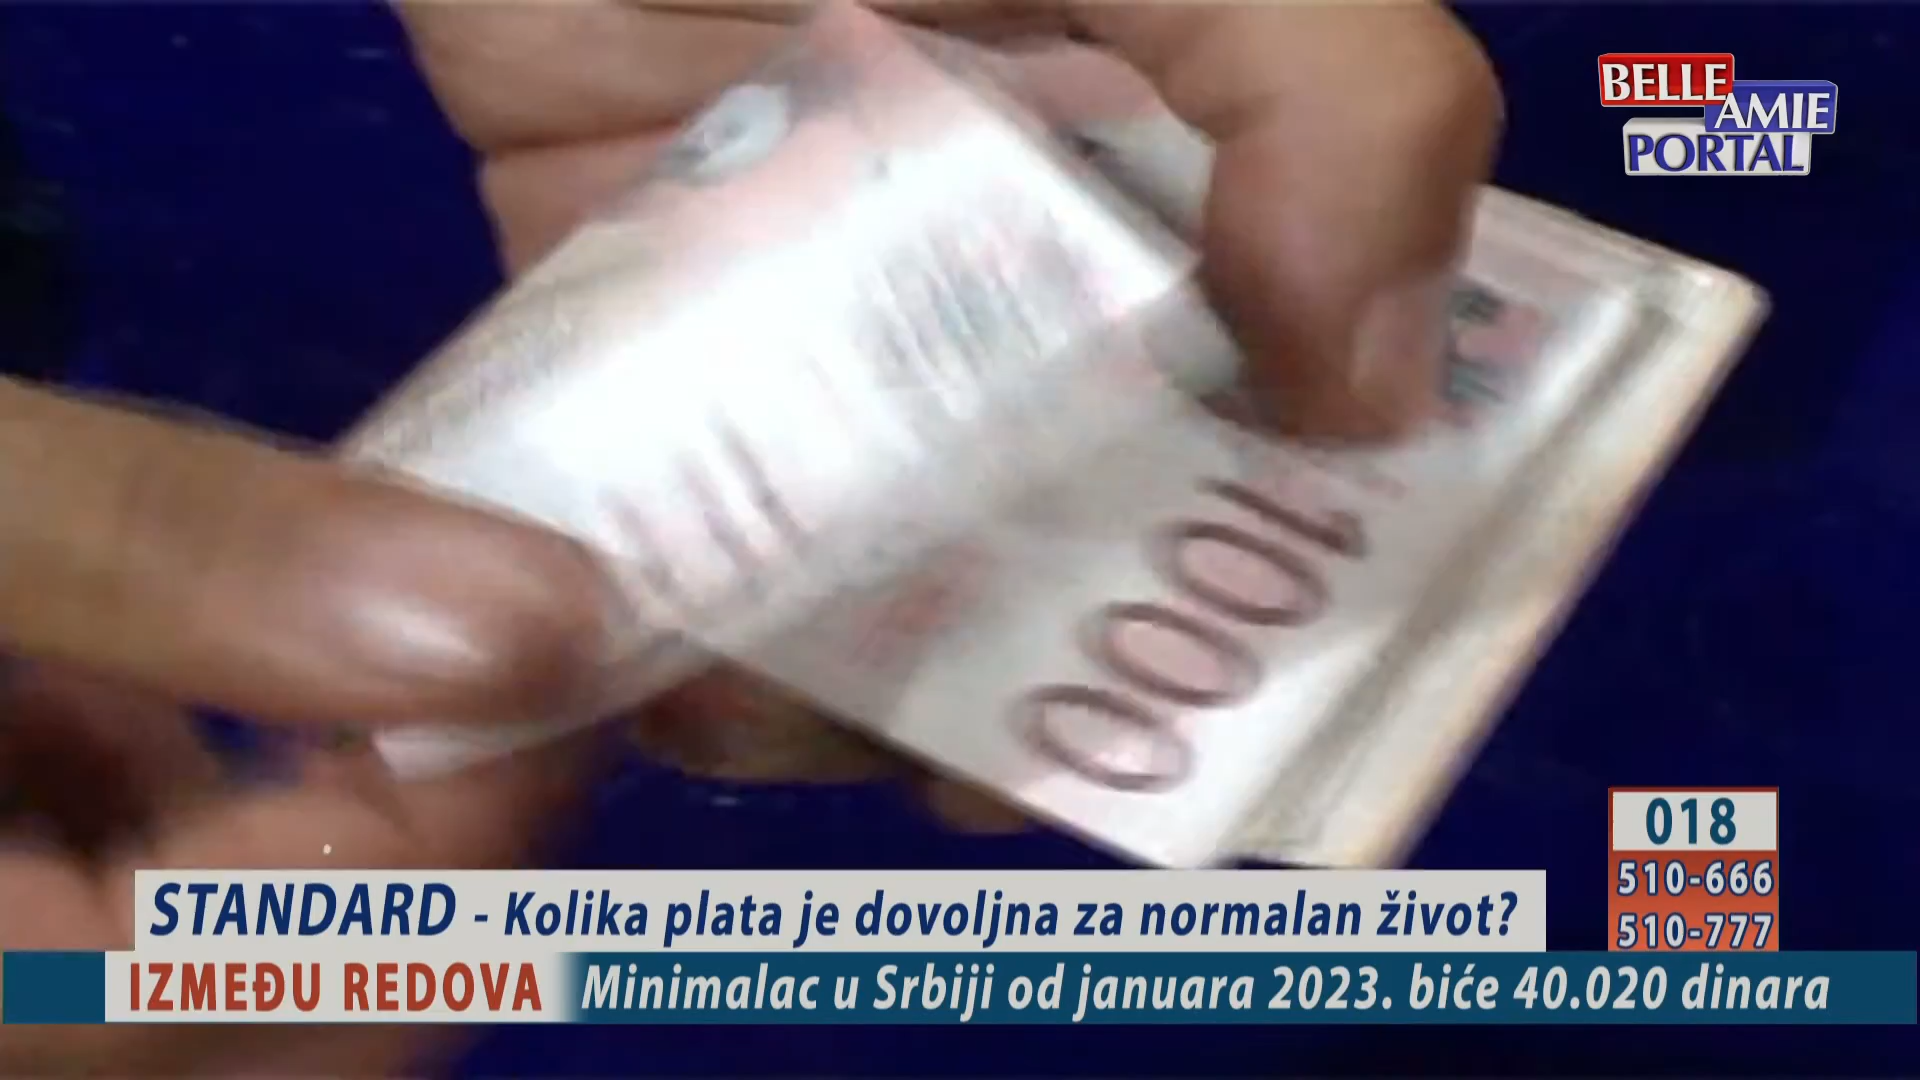 BELLE
AMIE
PORTAL
1000
018
510-666
510-777
STANDARD - Kolika plata je dovoljna za normalan život?
IZMEĐU REDOVA Minimalac u Srbiji od januara 2023. biće 40.020 dinara